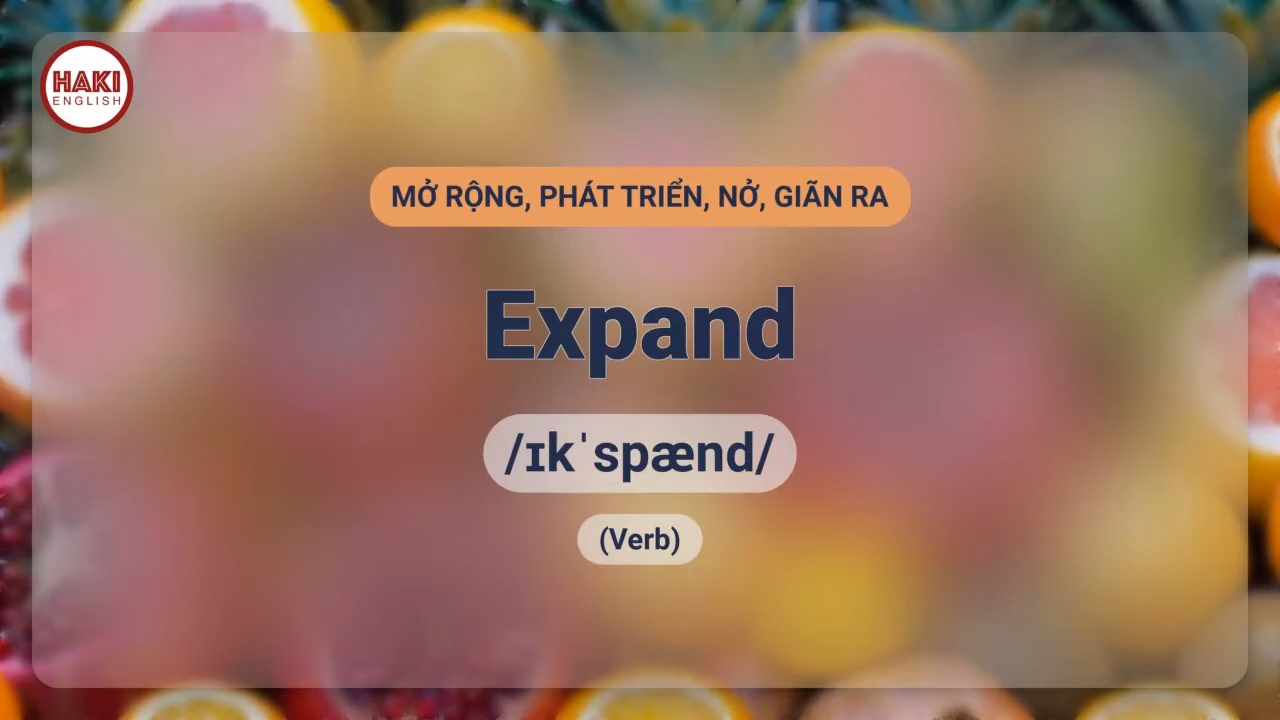 HAKI
ENGLISH
MỞ RỘNG, PHÁT TRIỂN, NỞ, GIÃN RA
Expand
/ɪkˈspænd/
(Verb)